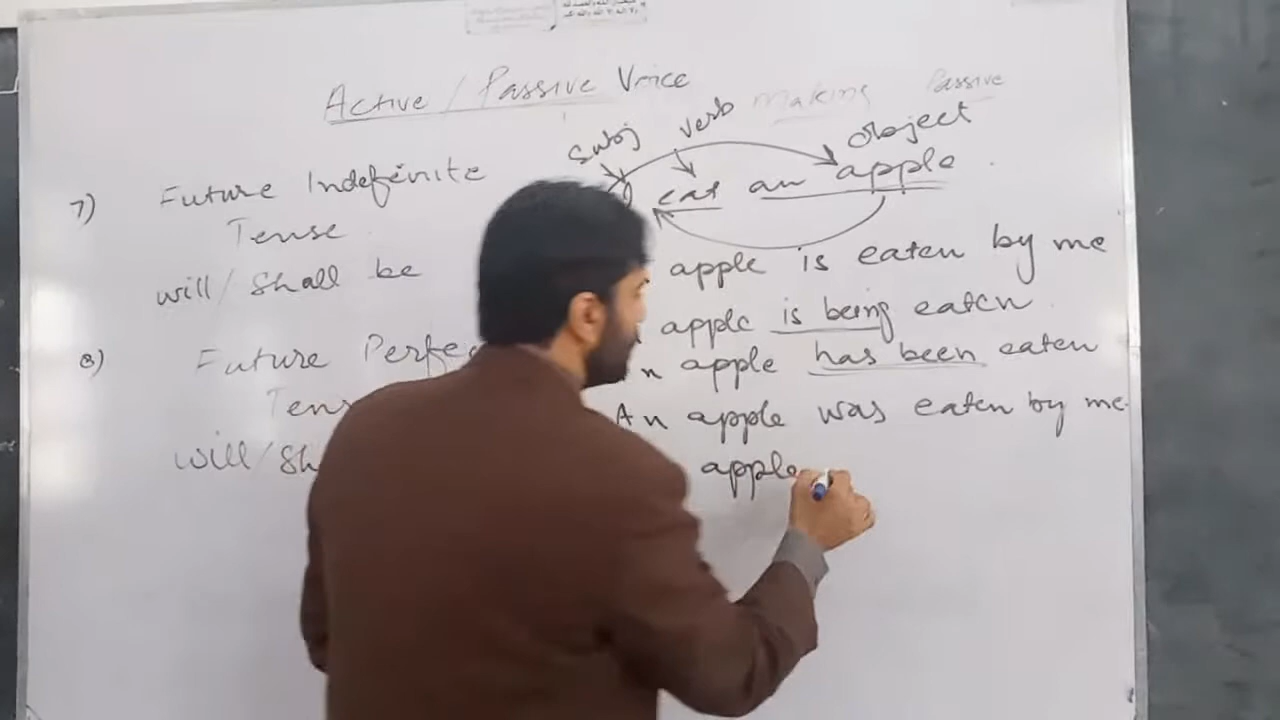 Active / Passive Voice
Making Passive
7) Future Indefinite
Tense
will / Shall be
8) Future Perfec
Tens
will / Sh
Subj verb object
eat an apple .
apple is eaten by me
apple is being eaten .
n apple has been eaten
An apple was eaten by me.
apple